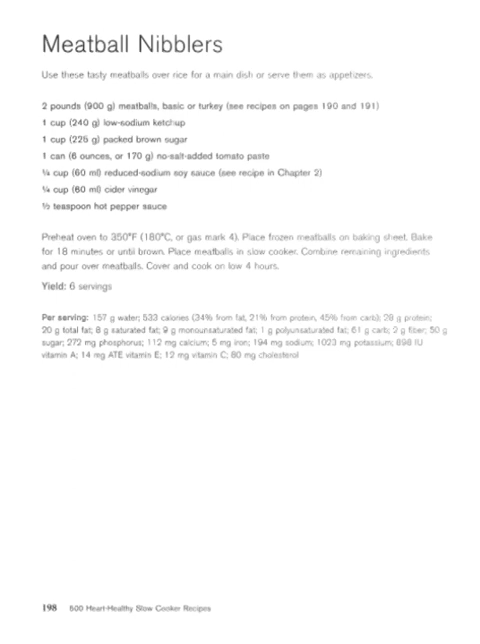 Meatball Nibblers
Use these tasty meatballs over rice for a main dish or serve them as appetizers.
2 pounds (900 g) meatballs, basic or turkey (see recipes on pages 190 and 191)
1 cup (240 g) low-sodium ketchup
1 cup (225 g) packed brown sugar
1 can (6 ounces, or 170 g) no-salt-added tomato paste
¼ cup (60 ml) reduced-sodium soy sauce (see recipe in Chapter 2)
¼ cup (60 ml) cider vinegar
½ teaspoon hot pepper sauce
Preheat oven to 350°F (180°C, or gas mark 4). Place frozen meatballs on baking sheet. Bake
for 18 minutes or until brown. Place meatballs in slow cooker. Combine remaining ingredients
and pour over meatballs. Cover and cook on low 4 hours.
Yield: 6 servings
Per serving: 157 g water; 533 calories (34% from fat, 21% from protein, 45% from carb); 28 g protein;
20 g total fat; 8 g saturated fat; 9 g monounsaturated fat; 1 g polyunsaturated fat; 61 g carb; 2 g fiber; 50 g
sugar; 272 mg phosphorus; 112 mg calcium; 5 mg iron; 194 mg sodium; 1023 mg potassium; 898 IU
vitamin A; 14 mg ATE vitamin E; 12 mg vitamin C; 80 mg cholesterol
198 500 Heart-Healthy Slow Cooker Recipes